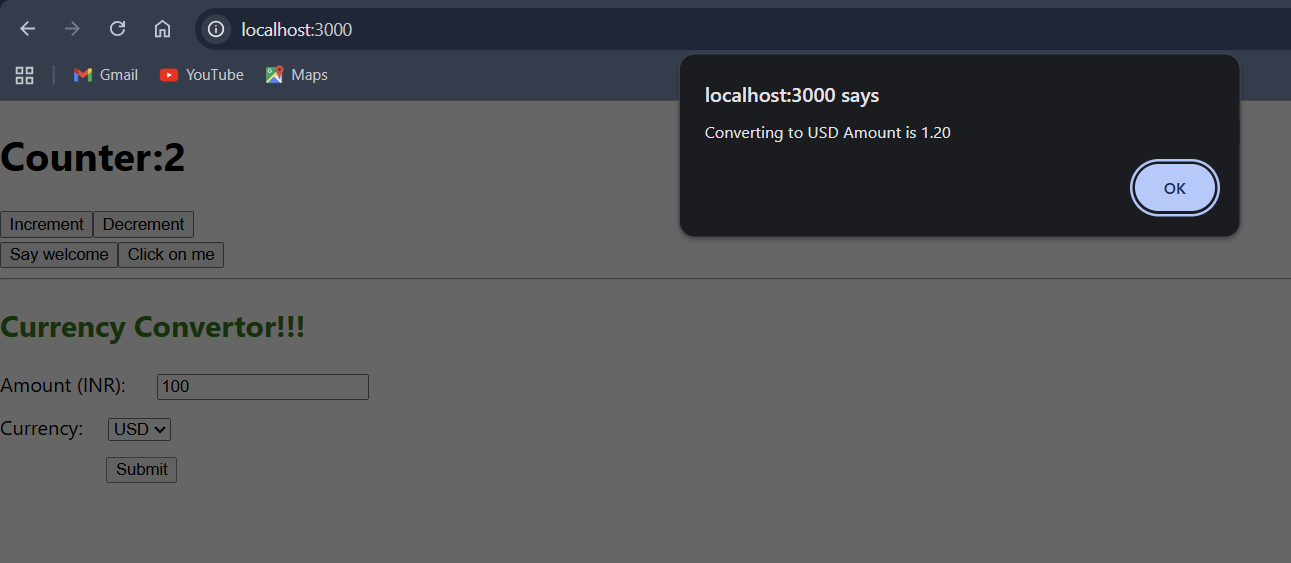 localhost:3000
Gmail YouTube Maps
localhost:3000 says
Converting to USD Amount is 1.20
OK
Counter:2
Increment Decrement
Say welcome Click on me
Currency Convertor!!!
Amount (INR): 100
Currency: USD
Submit